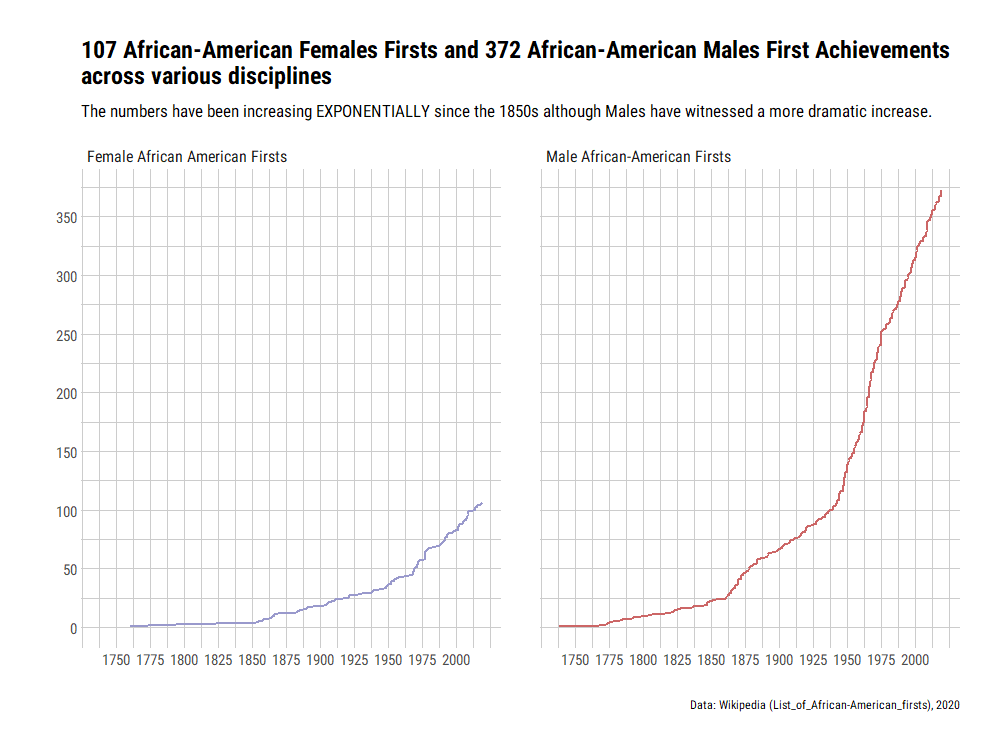 107 African-American Females Firsts and 372 African-American Males First Achievements
across various disciplines
The numbers have been increasing EXPONENTIALLY since the 1850s although Males have witnessed a more dramatic increase.
Female African American Firsts
Male African-American Firsts
350
300
250
200
150
100
50
0
1750 1775 1800 1825 1850 1875 1900 1925 1950 1975 2000
1750 1775 1800 1825 1850 1875 1900 1925 1950 1975 2000
Data: Wikipedia (List_of_African-American_firsts), 2020